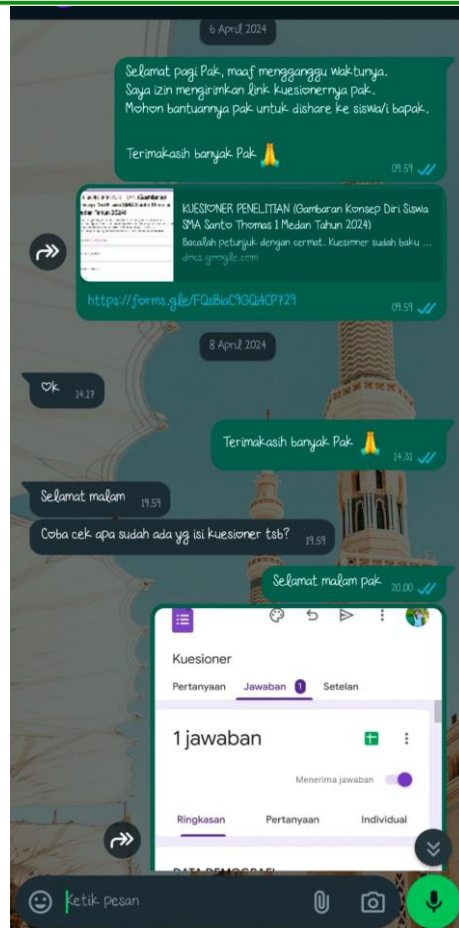 6 April 2024
Selamat pagi Pak, maaf mengganggu waktunya.
Saya izin mengirimkan link kuesionernya pak.
Mohon bantuannya pak untuk dishare ke siswa/i bapak.
Terimakasih banyak Pak 🙏
09.59
KUESIONER PENELITIAN (Gambaran Konsep Diri Siswa
SMA Santo Thomas 1 Medan Tahun 2024)
Bacalah petunjuk dengan cermat. Kuesioner sudah baku ...
docs.google.com
https://forms.gle/FQsBiaC9GQi4CP729
09.59
8 April 2024
Ok
14.17
Terimakasih banyak Pak 🙏
14.31
Selamat malam
19.59
Coba cek apa sudah ada yg isi kuesioner tsb?
19.59
Selamat malam pak
20.00
Kuesioner
Pertanyaan Jawaban 1 Setelan
1 jawaban
Menerima jawaban
Ringkasan Pertanyaan Individual
DATA DEMOGRAFI
Ketik pesan